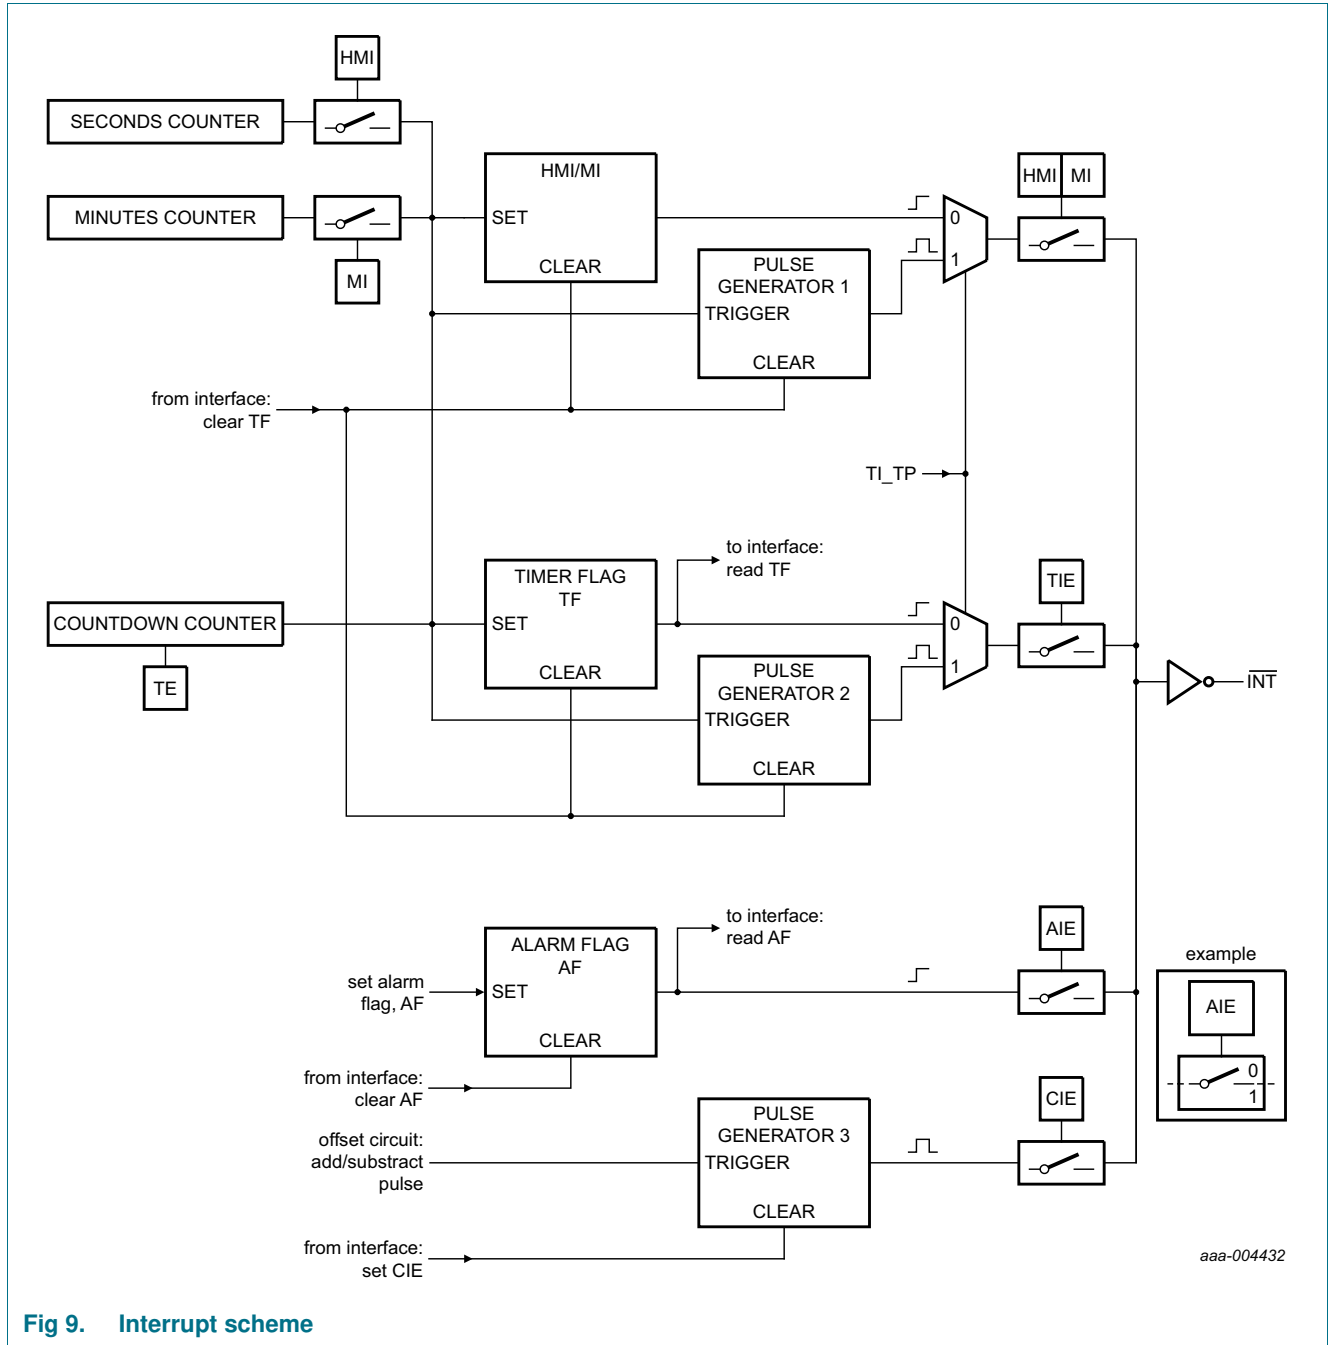 HMI
SECONDS COUNTER
HMI/MI
HMI MI
MINUTES COUNTER
SET
0
CLEAR
PULSE
GENERATOR 1
1
MI
TRIGGER
CLEAR
from interface:
clear TF
TI_TP
to interface:
read TF
TIMER FLAG
TF
TIE
COUNTDOWN COUNTER
SET
0
CLEAR
PULSE
GENERATOR 2
1
INT
TE
TRIGGER
CLEAR
to interface:
read AF
AIE
ALARM FLAG
AF
example
set alarm
flag, AF
SET
AIE
CLEAR
0
1
from interface:
clear AF
CIE
PULSE
GENERATOR 3
offset circuit:
add/substract
pulse
TRIGGER
CLEAR
from interface:
set CIE
aaa-004432
Fig 9. Interrupt scheme